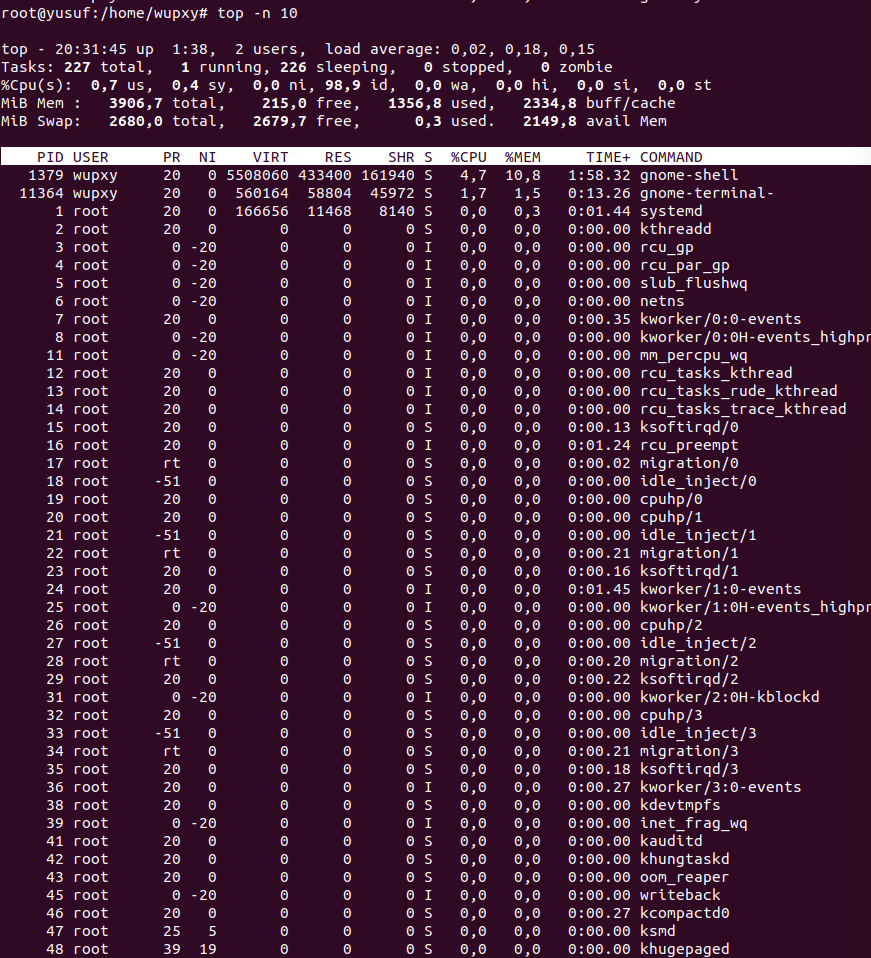 root@yusuf:/home/wupxy# top -n 10
top - 20:31:45 up  1:38,  2 users,  load average: 0,02, 0,18, 0,15
Tasks: 227 total,   1 running, 226 sleeping,   0 stopped,   0 zombie
%Cpu(s):  0,7 us,  0,4 sy,  0,0 ni, 98,9 id,  0,0 wa,  0,0 hi,  0,0 si,  0,0 st
MiB Mem :   3906,7 total,    215,0 free,   1356,8 used,   2334,8 buff/cache
MiB Swap:   2680,0 total,   2679,7 free,      0,3 used.   2149,8 avail Mem
PID USER      PR  NI    VIRT    RES    SHR S  %CPU  %MEM     TIME+ COMMAND
1379 wupxy     20   0 5508060 433400 161940 S   4,7  10,8   1:58.32 gnome-shell
11364 wupxy     20   0  560164  58804  45972 S   1,7   1,5   0:13.26 gnome-terminal-
1 root      20   0  166656  11468   8140 S   0,0   0,3   0:01.44 systemd
2 root      20   0       0      0      0 S   0,0   0,0   0:00.00 kthreadd
3 root       0 -20       0      0      0 I   0,0   0,0   0:00.00 rcu_gp
4 root       0 -20       0      0      0 I   0,0   0,0   0:00.00 rcu_par_gp
5 root       0 -20       0      0      0 I   0,0   0,0   0:00.00 slub_flushwq
6 root       0 -20       0      0      0 I   0,0   0,0   0:00.00 netns
7 root      20   0       0      0      0 I   0,0   0,0   0:00.35 kworker/0:0-events
8 root       0 -20       0      0      0 I   0,0   0,0   0:00.00 kworker/0:0H-events_highpr
11 root       0 -20       0      0      0 I   0,0   0,0   0:00.00 mm_percpu_wq
12 root      20   0       0      0      0 I   0,0   0,0   0:00.00 rcu_tasks_kthread
13 root      20   0       0      0      0 I   0,0   0,0   0:00.00 rcu_tasks_rude_kthread
14 root      20   0       0      0      0 I   0,0   0,0   0:00.00 rcu_tasks_trace_kthread
15 root      20   0       0      0      0 S   0,0   0,0   0:00.13 ksoftirqd/0
16 root      20   0       0      0      0 I   0,0   0,0   0:01.24 rcu_preempt
17 root      rt   0       0      0      0 S   0,0   0,0   0:00.02 migration/0
18 root     -51   0       0      0      0 S   0,0   0,0   0:00.00 idle_inject/0
19 root      20   0       0      0      0 S   0,0   0,0   0:00.00 cpuhp/0
20 root      20   0       0      0      0 S   0,0   0,0   0:00.00 cpuhp/1
21 root     -51   0       0      0      0 S   0,0   0,0   0:00.00 idle_inject/1
22 root      rt   0       0      0      0 S   0,0   0,0   0:00.21 migration/1
23 root      20   0       0      0      0 S   0,0   0,0   0:00.16 ksoftirqd/1
24 root      20   0       0      0      0 I   0,0   0,0   0:01.45 kworker/1:0-events
25 root       0 -20       0      0      0 I   0,0   0,0   0:00.00 kworker/1:0H-events_highpr
26 root      20   0       0      0      0 S   0,0   0,0   0:00.00 cpuhp/2
27 root     -51   0       0      0      0 S   0,0   0,0   0:00.00 idle_inject/2
28 root      rt   0       0      0      0 S   0,0   0,0   0:00.20 migration/2
29 root      20   0       0      0      0 S   0,0   0,0   0:00.22 ksoftirqd/2
31 root       0 -20       0      0      0 I   0,0   0,0   0:00.00 kworker/2:0H-kblockd
32 root      20   0       0      0      0 S   0,0   0,0   0:00.00 cpuhp/3
33 root     -51   0       0      0      0 S   0,0   0,0   0:00.00 idle_inject/3
34 root      rt   0       0      0      0 S   0,0   0,0   0:00.21 migration/3
35 root      20   0       0      0      0 S   0,0   0,0   0:00.18 ksoftirqd/3
36 root      20   0       0      0      0 I   0,0   0,0   0:00.27 kworker/3:0-events
38 root      20   0       0      0      0 S   0,0   0,0   0:00.00 kdevtmpfs
39 root       0 -20       0      0      0 I   0,0   0,0   0:00.00 inet_frag_wq
41 root      20   0       0      0      0 S   0,0   0,0   0:00.00 kauditd
42 root      20   0       0      0      0 S   0,0   0,0   0:00.00 khungtaskd
43 root      20   0       0      0      0 S   0,0   0,0   0:00.00 oom_reaper
45 root       0 -20       0      0      0 I   0,0   0,0   0:00.00 writeback
46 root      20   0       0      0      0 S   0,0   0,0   0:00.27 kcompactd0
47 root      25   5       0      0      0 S   0,0   0,0   0:00.00 ksmd
48 root      39  19       0      0      0 S   0,0   0,0   0:00.00 khugepaged